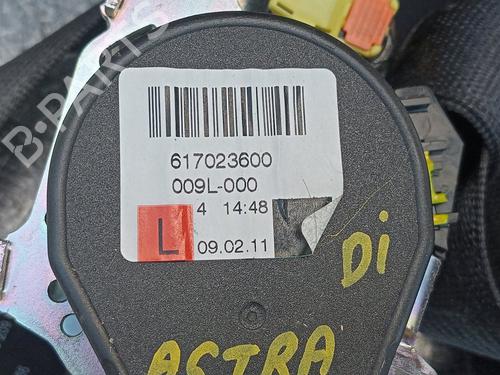 B-PARTS
617023600
009L-000
4 14:48
L
09.02.11
Di
ASTRA